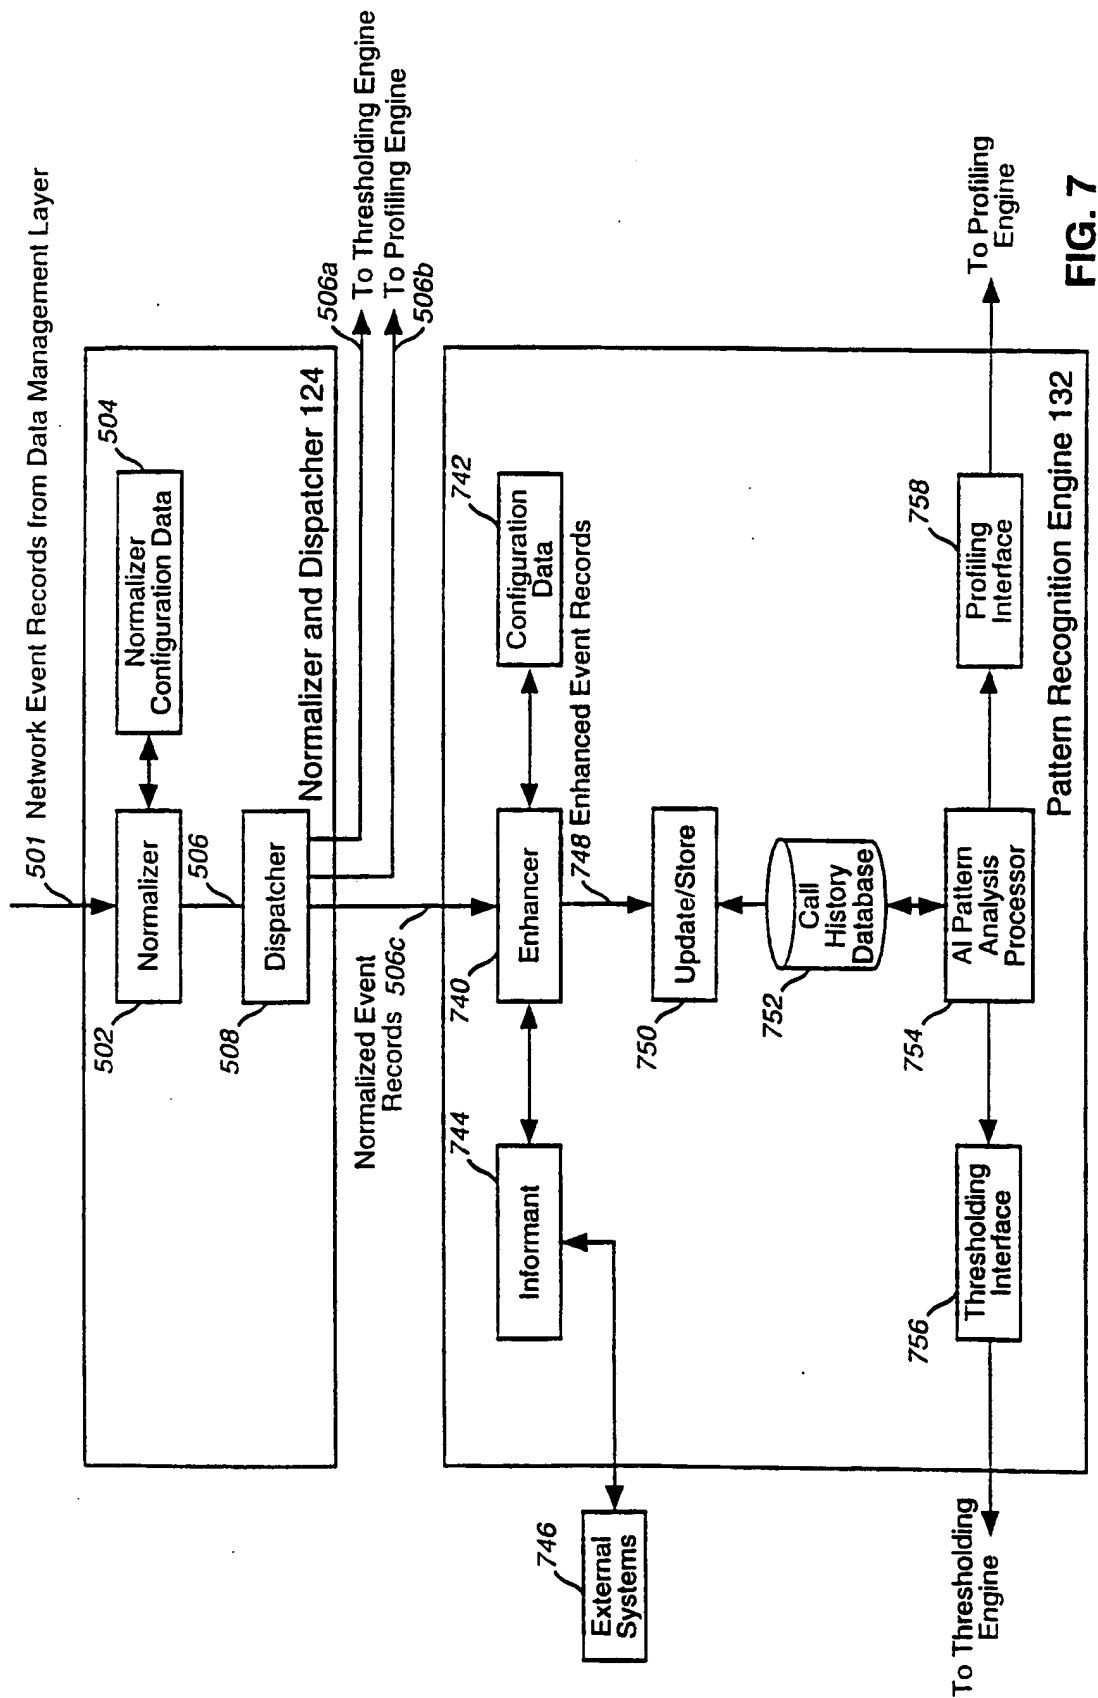 501 Network Event Records from Data Management Layer
504
Normalizer
Configuration Data
Normalizer
502
506
Dispatcher
508
Normalizer and Dispatcher 124
506a
To Thresholding Engine
To Profiling Engine
506b
Normalized Event
Records 506c
744
Informant
740
Enhancer
742
Configuration
Data
748 Enhanced Event Records
746
External
Systems
Update/Store
750
Call
History
Database
752
AI Pattern
Analysis
Processor
754
Thresholding
Interface
756
758
Profiling
Interface
Pattern Recognition Engine 132
To Thresholding
Engine
To Profiling
Engine
FIG. 7